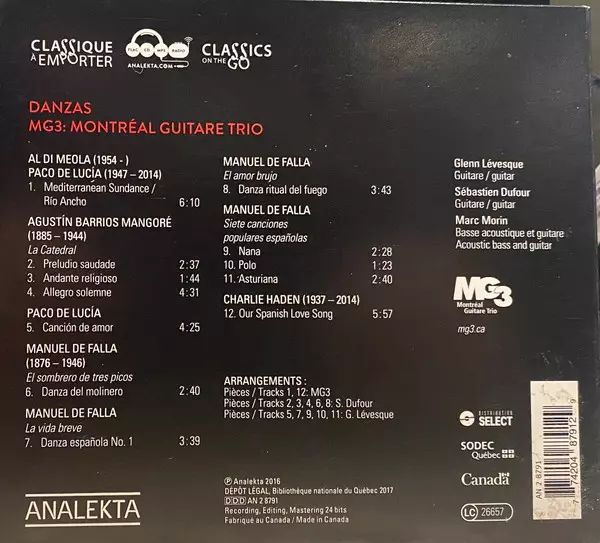 CLASSIQUE
À EMPORTER
FLAC CD MP3 RADIO
ANALEKTA.COM
CLASSICS
ON THE GO
DANZAS
MG3: MONTRÉAL GUITARE TRIO
AL DI MEOLA (1954 - )
PACO DE LUCÍA (1947 – 2014)
1. Mediterranean Sundance /
Río Ancho 6:10
AGUSTÍN BARRIOS MANGORÉ
(1885 – 1944)
La Catedral
2. Preludio saudade 2:37
3. Andante religioso 1:44
4. Allegro solemne 4:31
PACO DE LUCÍA
5. Canción de amor 4:25
MANUEL DE FALLA
(1876 – 1946)
El sombrero de tres picos
6. Danza del molinero 2:40
MANUEL DE FALLA
La vida breve
7. Danza española No. 1 3:39
MANUEL DE FALLA
El amor brujo
8. Danza ritual del fuego 3:43
MANUEL DE FALLA
Siete canciones
populares españolas
9. Nana 2:28
10. Polo 1:23
11. Asturiana 2:40
CHARLIE HADEN (1937 – 2014)
12. Our Spanish Love Song 5:57
ARRANGEMENTS :
Pièces / Tracks 1, 12: MG3
Pièces / Tracks 2, 3, 4, 6, 8: S. Dufour
Pièces / Tracks 5, 7, 9, 10, 11: G. Lévesque
Glenn Lévesque
Guitare / guitar
Sébastien Dufour
Guitare / guitar
Marc Morin
Basse acoustique et guitare
Acoustic bass and guitar
MG3
Montréal
Guitare Trio
mg3.ca
DISTRIBUTION
SELECT
SODEC
Québec
Canada
LC 26657
AN 2 8791
7 74204 87912 9
ANALEKTA
℗ Analekta 2016
DÉPÔT LÉGAL, Bibliothèque nationale du Québec 2017
DDD AN 2 8791
Recording, Editing, Mastering 24 bits
Fabriqué au Canada / Made in Canada